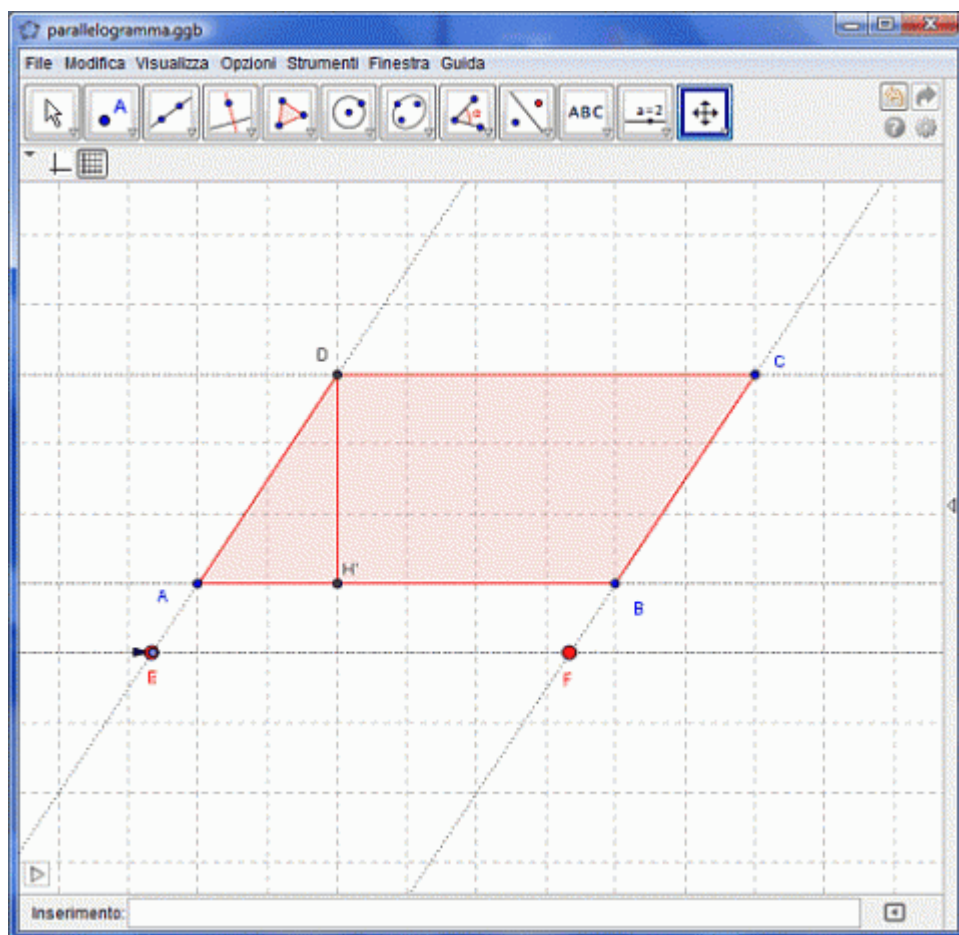 parallelogramma.ggb
File Modifica Visualizza Opzioni Strumenti Finestra Guida
A α ABC a=2
D
C
H'
A
B
E
F
Inserimento: